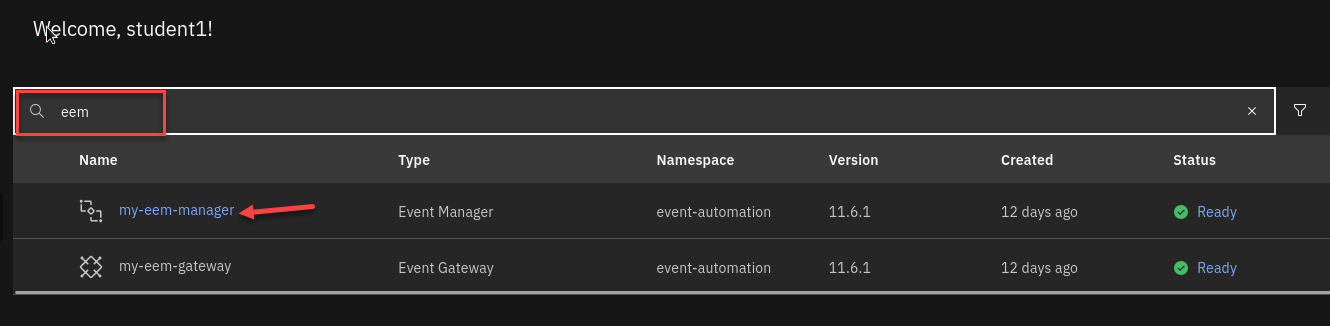 Welcome, student1!
eem
Name Type Namespace Version Created Status
my-eem-manager Event Manager event-automation 11.6.1 12 days ago Ready
my-eem-gateway Event Gateway event-automation 11.6.1 12 days ago Ready